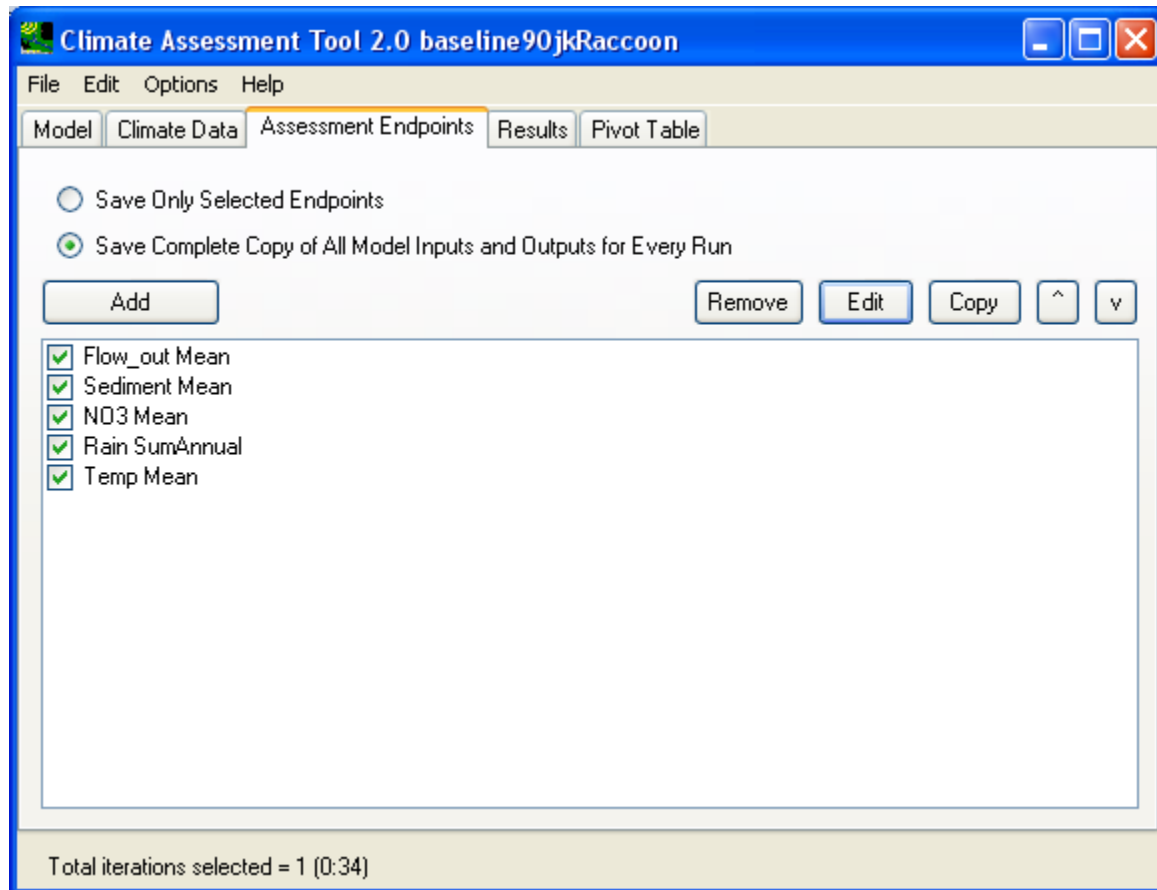 Climate Assessment Tool 2.0 baseline90jkRaccoon
File Edit Options Help
Model Climate Data Assessment Endpoints Results Pivot Table
Save Only Selected Endpoints
Save Complete Copy of All Model Inputs and Outputs for Every Run
Add Remove Edit Copy ^ v
Flow_out Mean
Sediment Mean
NO3 Mean
Rain SumAnnual
Temp Mean
Total iterations selected = 1 (0:34)